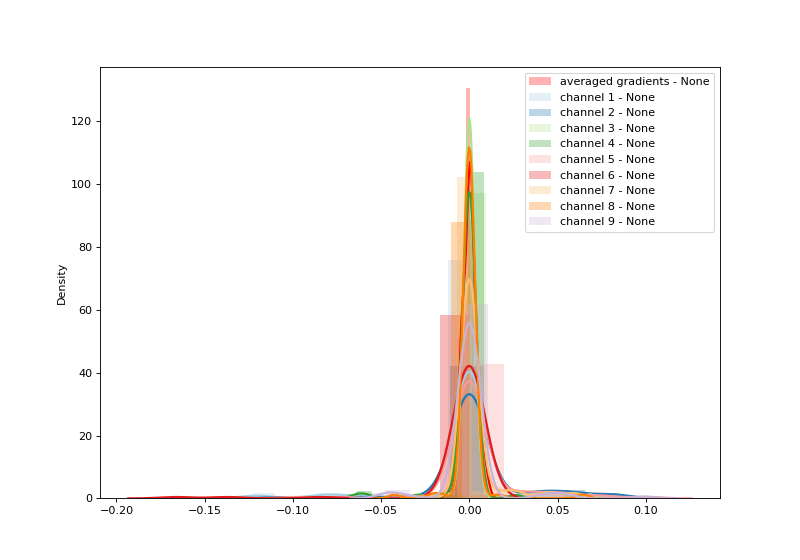 averaged gradients - None
channel 1 - None
channel 2 - None
channel 3 - None
channel 4 - None
channel 5 - None
channel 6 - None
channel 7 - None
channel 8 - None
channel 9 - None
Density
120
100
80
60
40
20
0
−0.20 −0.15 −0.10 −0.05 0.00 0.05 0.10